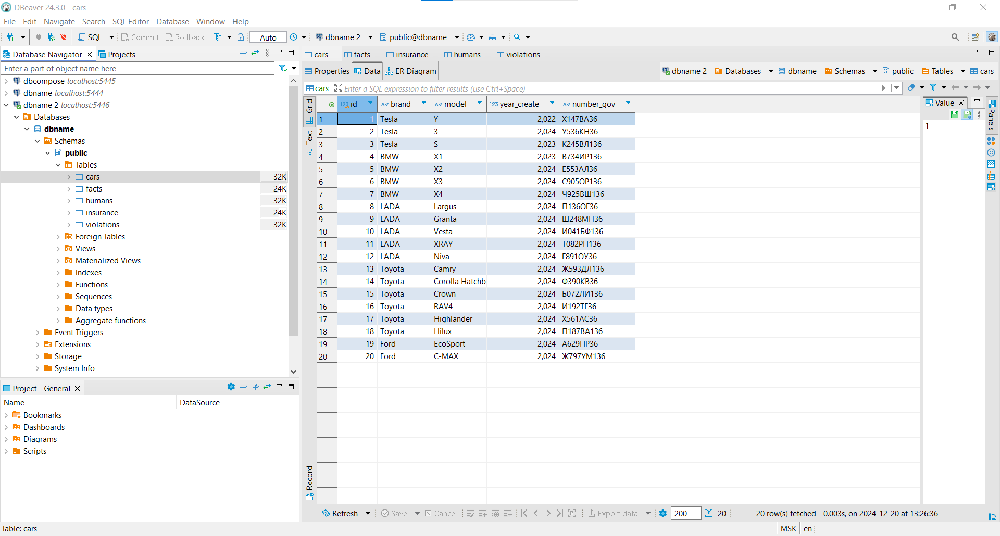 DBeaver 24.3.0 - cars
File Edit Navigate Search SQL Editor Database Window Help
SQL Commit Rollback Auto dbname 2 public@dbname
Database Navigator Projects
Enter a part of object name here
dbcompose localhost:5445
dbname localhost:5444
dbname 2 localhost:5446
Databases
dbname
Schemas
public
Tables
cars 32K
facts 24K
humans 32K
insurance 24K
violations 32K
Foreign Tables
Views
Materialized Views
Indexes
Functions
Sequences
Data types
Aggregate functions
Event Triggers
Extensions
Storage
System Info
Project - General
Name DataSource
Bookmarks
Dashboards
Diagrams
Scripts
cars facts insurance humans violations
Properties Data ER Diagram dbname 2 Databases dbname Schemas public Tables cars
cars Enter a SQL expression to filter results (use Ctrl+Space)
Grid
Text
Record
123 id A-Z brand A-Z model 123 year_create A-Z number_gov
1 1 Tesla Y 2,022 Х147ВА36
2 2 Tesla 3 2,024 У536КН36
3 3 Tesla S 2,023 К245ВЛ136
4 4 BMW X1 2,023 В734ИР136
5 5 BMW X2 2,024 Е553АЛ36
6 6 BMW X3 2,024 С905ОР136
7 7 BMW X4 2,024 Ч925ВШ136
8 8 LADA Largus 2,024 П136ОГ36
9 9 LADA Granta 2,024 Ш248МН36
10 10 LADA Vesta 2,024 И041БФ136
11 11 LADA XRAY 2,024 Т082РП136
12 12 LADA Niva 2,024 Г891ОУ36
13 13 Toyota Camry 2,024 Ж593ДЛ136
14 14 Toyota Corolla Hatchb 2,024 Ф390КВ36
15 15 Toyota Crown 2,024 Б072ЛИ136
16 16 Toyota RAV4 2,024 И192ТГ36
17 17 Toyota Highlander 2,024 Х561АС36
18 18 Toyota Hilux 2,024 П187ВА136
19 19 Ford EcoSport 2,024 А629ПР36
20 20 Ford C-MAX 2,024 Ж797УМ136
Value
1
Panels
Refresh Save Cancel Export data 200 20 20 row(s) fetched - 0.003s, on 2024-12-20 at 13:26:36
Table: cars MSK en